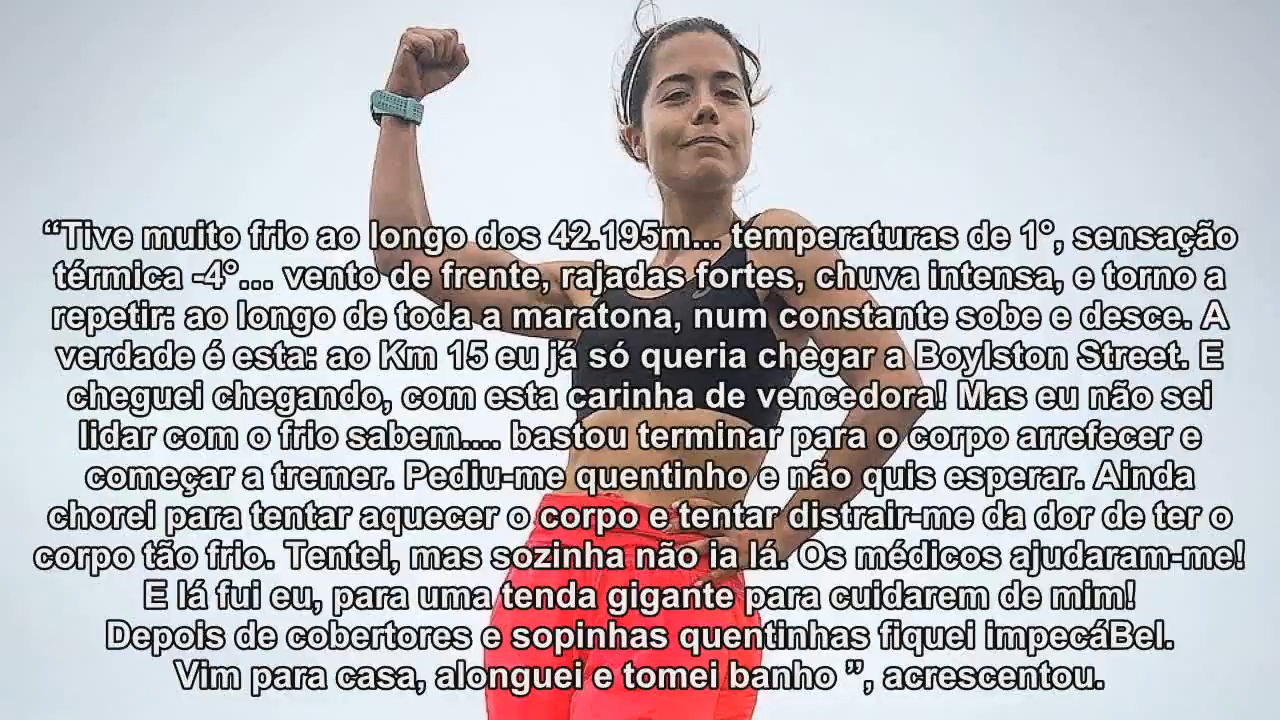 “Tive muito frio ao longo dos 42.195m... temperaturas de 1°, sensação
térmica -4°... vento de frente, rajadas fortes, chuva intensa, e torno a
repetir: ao longo de toda a maratona, num constante sobe e desce. A
verdade é esta: ao Km 15 eu já só queria chegar a Boylston Street. E
cheguei chegando, com esta carinha de vencedora! Mas eu não sei
lidar com o frio sabem.... bastou terminar para o corpo arrefecer e
começar a tremer. Pediu-me quentinho e não quis esperar. Ainda
chorei para tentar aquecer o corpo e tentar distrair-me da dor de ter o
corpo tão frio. Tentei, mas sozinha não ia lá. Os médicos ajudaram-me!
E lá fui eu, para uma tenda gigante para cuidarem de mim!
Depois de cobertores e sopinhas quentinhas fiquei impecáBel.
Vim para casa, alonguei e tomei banho ”, acrescentou.